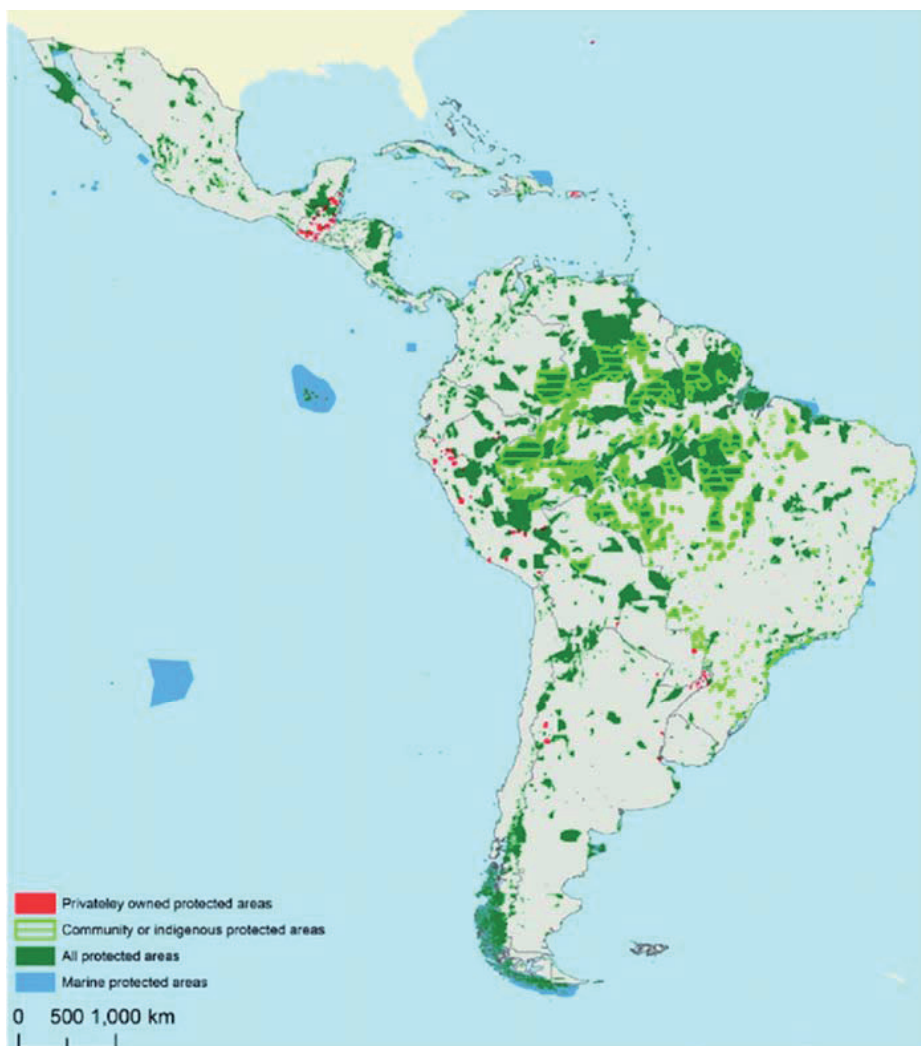 Privateley owned protected areas
Community or indigenous protected areas
All protected areas
Marine protected areas
0 500 1,000 km